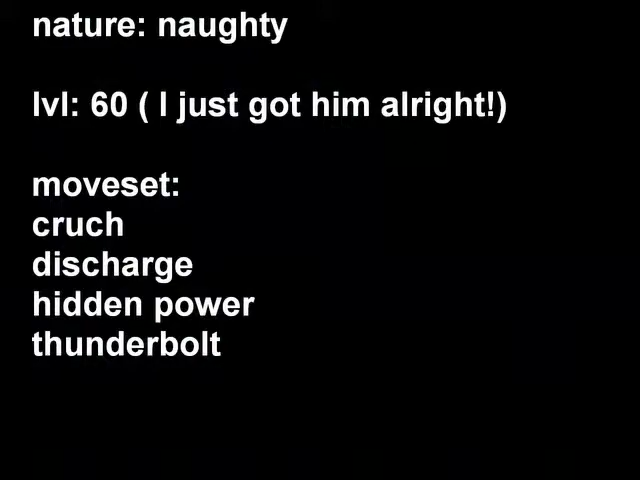 nature: naughty
lvl: 60 ( I just got him alright!)
moveset:
cruch
discharge
hidden power
thunderbolt